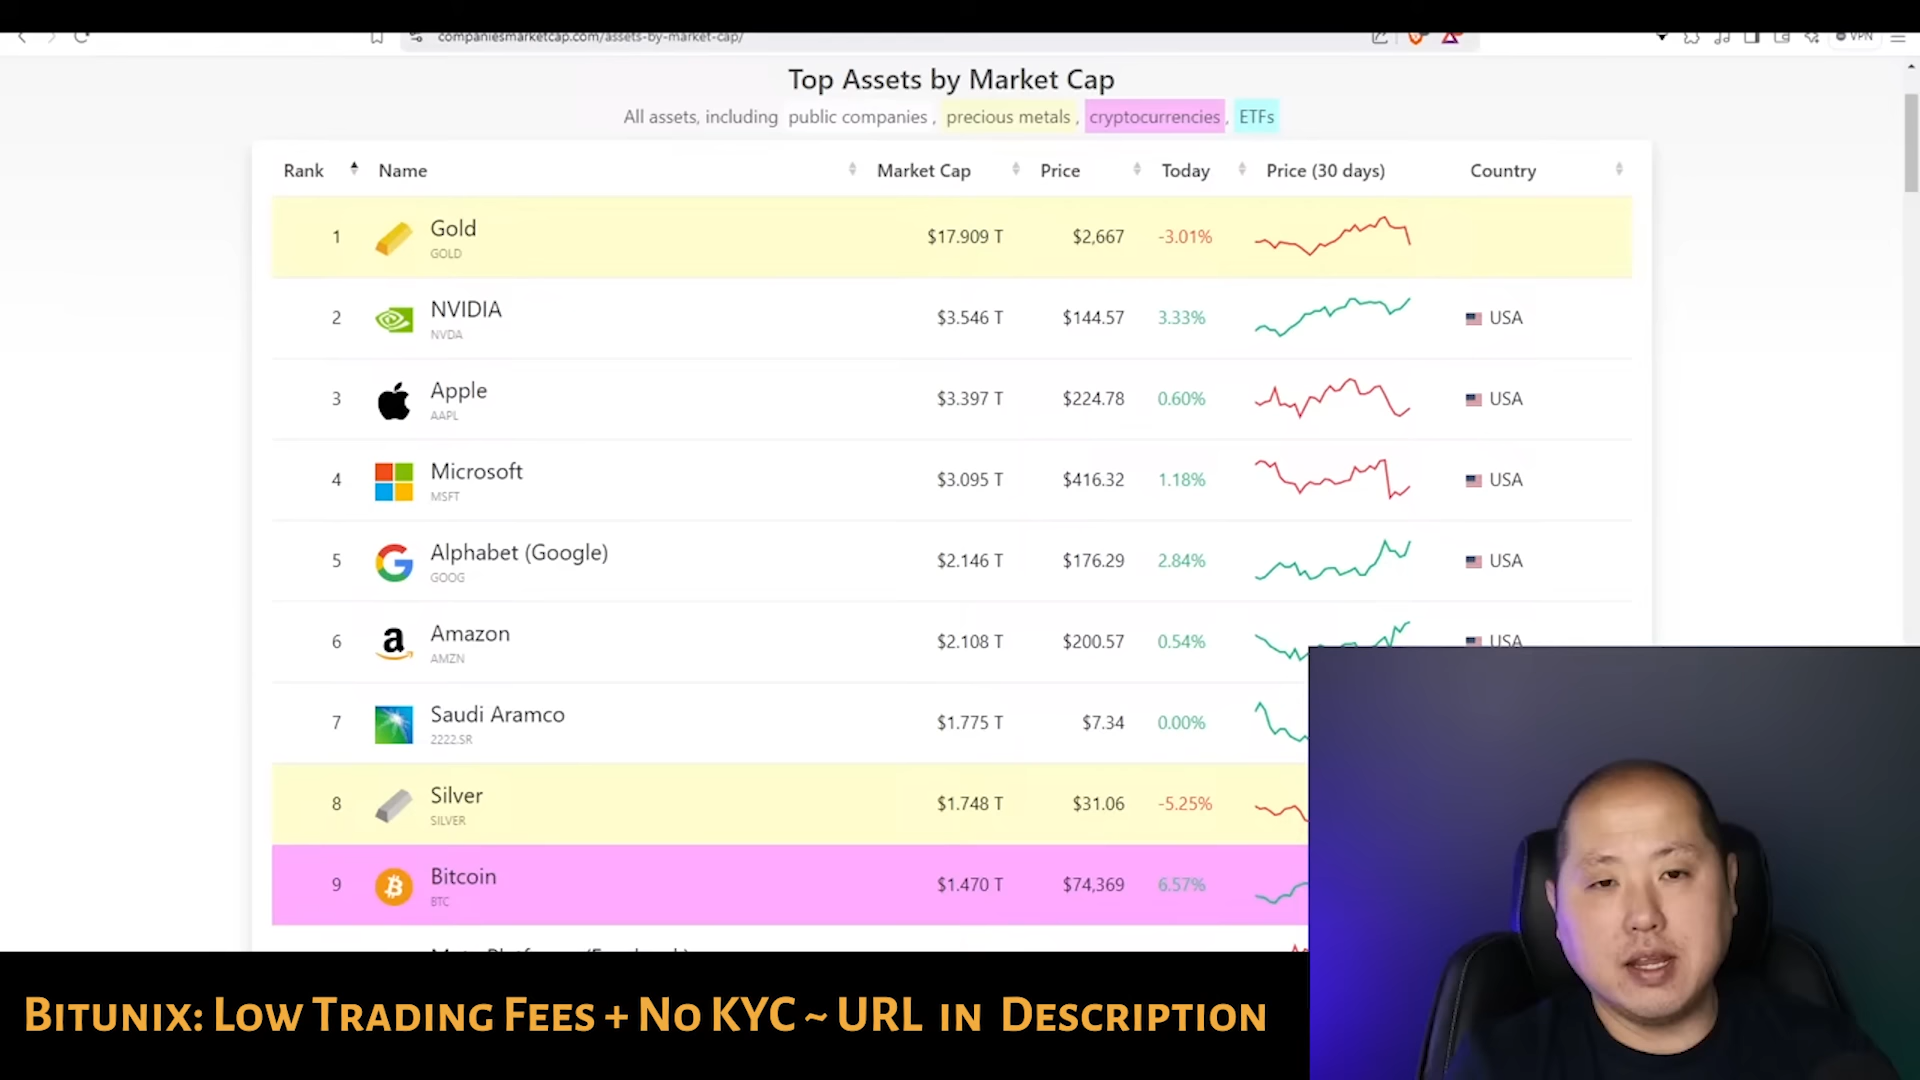 companiesmarketcap.com/assets-by-market-cap/
VPN
Top Assets by Market Cap
All assets, including public companies , precious metals , cryptocurrencies , ETFs
Rank Name Market Cap Price Today Price (30 days) Country
1 Gold $17.909 T $2,667 -3.01%
GOLD
2 NVIDIA $3.546 T $144.57 3.33% USA
NVDA
3 Apple $3.397 T $224.78 0.60% USA
AAPL
4 Microsoft $3.095 T $416.32 1.18% USA
MSFT
5 Alphabet (Google) $2.146 T $176.29 2.84% USA
GOOG
6 Amazon $2.108 T $200.57 0.54% USA
AMZN
7 Saudi Aramco $1.775 T $7.34 0.00%
2222.SR
8 Silver $1.748 T $31.06 -5.25%
SILVER
9 Bitcoin $1.470 T $74,369 6.57%
BTC
Bitunix: Low Trading Fees + No KYC ~ URL in Description